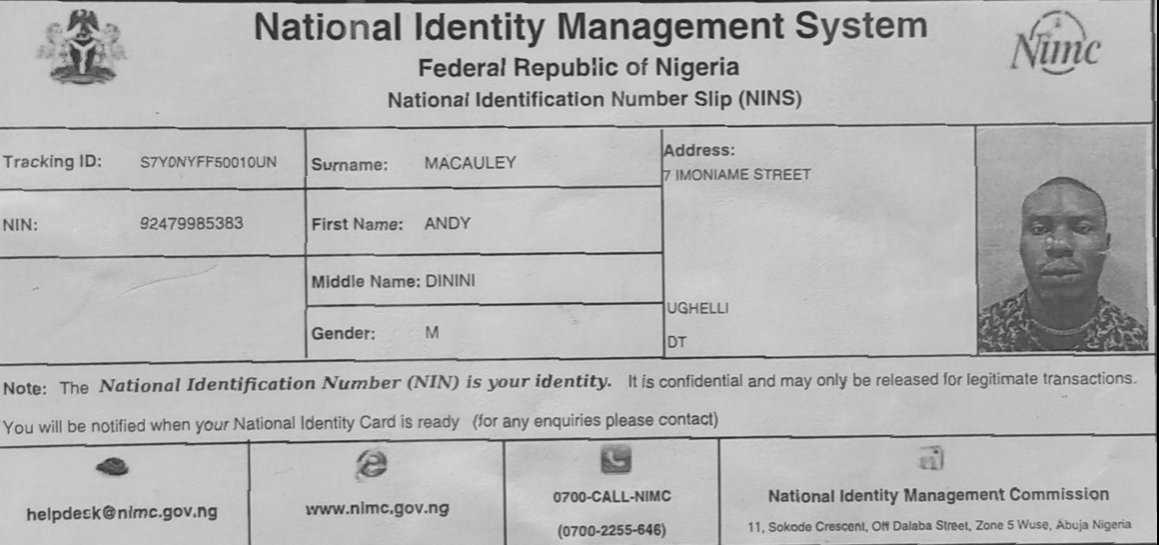 National Identity Management System
Federal Republic of Nigeria
National Identification Number Slip (NINS)
Nimc
Tracking ID: S7Y0NYFF50010UN
Surname: MACAULEY
Address:
7 IMONIAME STREET
NIN: 92479985383
First Name: ANDY
Middle Name: DININI
UGHELLI
Gender: M
DT
Note: The National Identification Number (NIN) is your identity. It is confidential and may only be released for legitimate transactions.
You will be notified when your National Identity Card is ready (for any enquiries please contact)
helpdesk@nimc.gov.ng
www.nimc.gov.ng
0700-CALL-NIMC
(0700-2255-646)
National Identity Management Commission
11, Sokode Crescent, Off Dalaba Street, Zone 5 Wuse, Abuja Nigeria